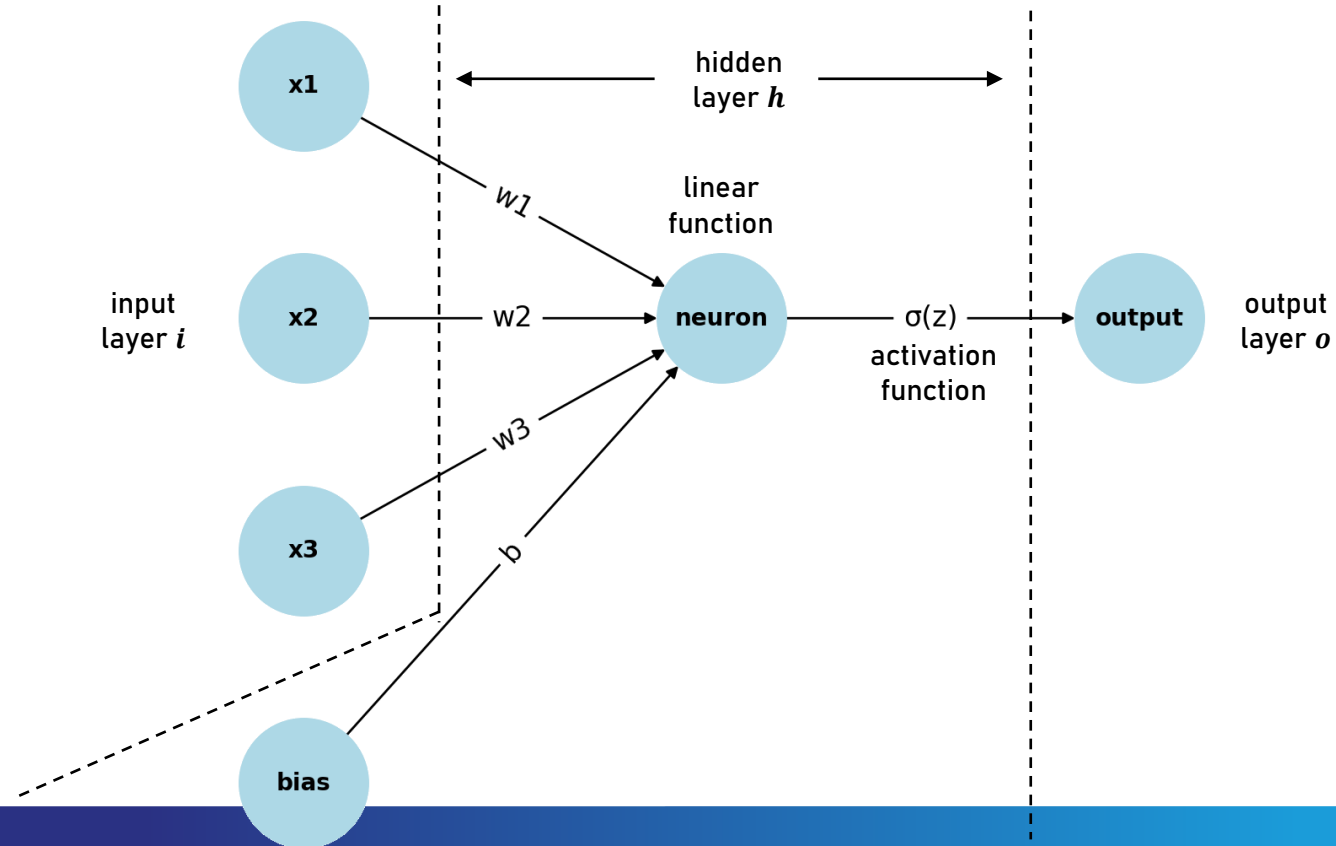 x1
hidden
layer h
w1
linear
function
input
layer i
x2
w2
neuron
σ(z)
activation
function
output
output
layer o
w3
x3
b
bias